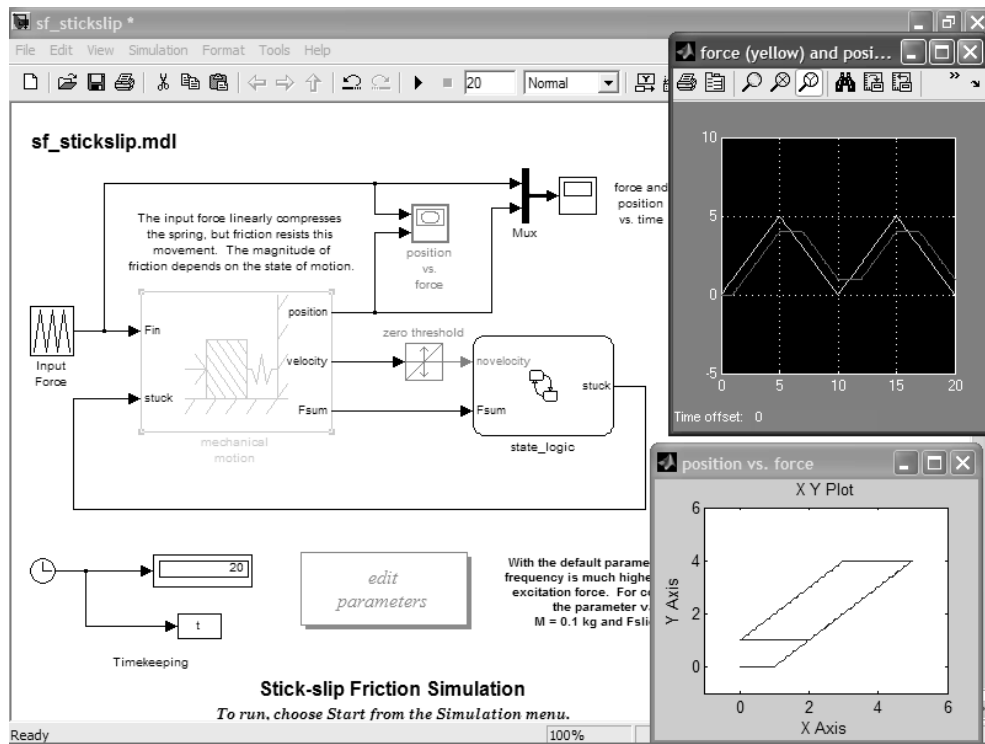 sf_stickslip *
File Edit View Simulation Format Tools Help
20 Normal
sf_stickslip.mdl
The input force linearly compresses
the spring, but friction resists this
movement. The magnitude of
friction depends on the state of motion.
position
vs.
force
Mux
force and
position
vs. time
Input
Force
Fin
stuck
position
velocity
Fsum
mechanical
motion
zero threshold
novelocity
Fsum
stuck
state_logic
20
t
Timekeeping
edit
parameters
With the default parame
frequency is much highe
excitation force. For co
the parameter v
M = 0.1 kg and Fsli
Stick-slip Friction Simulation
To run, choose Start from the Simulation menu.
Ready 100%
force (yellow) and posi...
10
5
0
-5
0 5 10 15 20
Time offset: 0
position vs. force
X Y Plot
6
4
2
0
Y Axis
0 2 4 6
X Axis